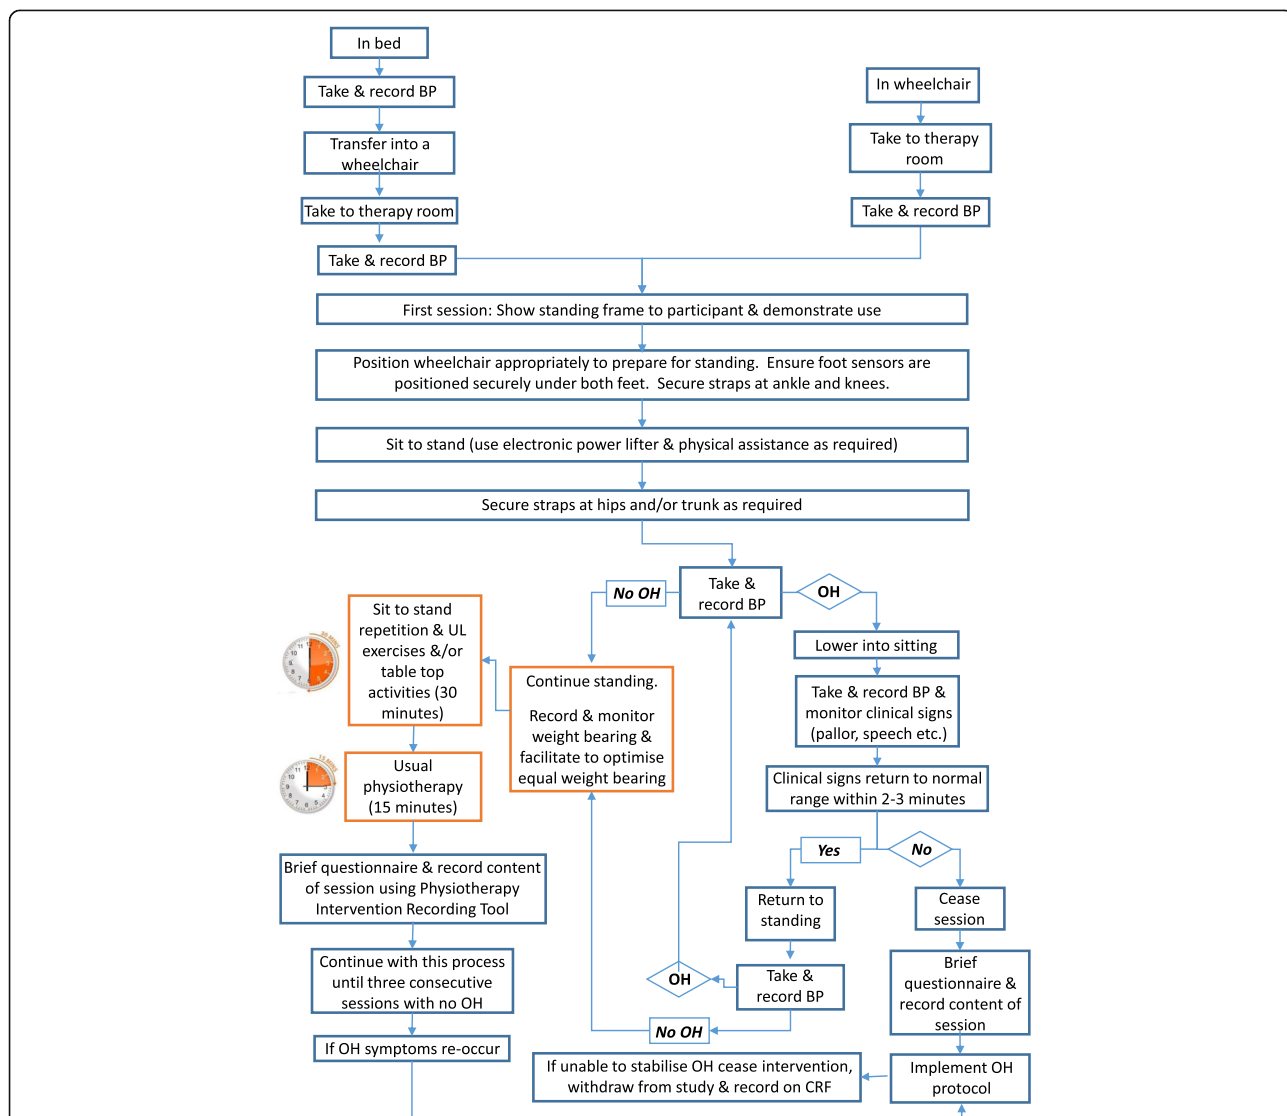 In bed
Take & record BP
Transfer into a
wheelchair
Take to therapy room
Take & record BP
In wheelchair
Take to therapy
room
Take & record BP
First session: Show standing frame to participant & demonstrate use
Position wheelchair appropriately to prepare for standing. Ensure foot sensors are
positioned securely under both feet. Secure straps at ankle and knees.
Sit to stand (use electronic power lifter & physical assistance as required)
Secure straps at hips and/or trunk as required
Take &
record BP
No OH
OH
Sit to stand
repetition & UL
exercises &/or
table top
activities (30
minutes)
Continue standing.
Record & monitor
weight bearing &
facilitate to optimise
equal weight bearing
Usual
physiotherapy
(15 minutes)
Brief questionnaire & record content
of session using Physiotherapy
Intervention Recording Tool
Continue with this process
until three consecutive
sessions with no OH
If OH symptoms re-occur
Lower into sitting
Take & record BP &
monitor clinical signs
(pallor, speech etc.)
Clinical signs return to normal
range within 2-3 minutes
Yes
No
Return to
standing
Take &
record BP
OH
No OH
Cease
session
Brief
questionnaire &
record content of
session
Implement OH
protocol
If unable to stabilise OH cease intervention,
withdraw from study & record on CRF